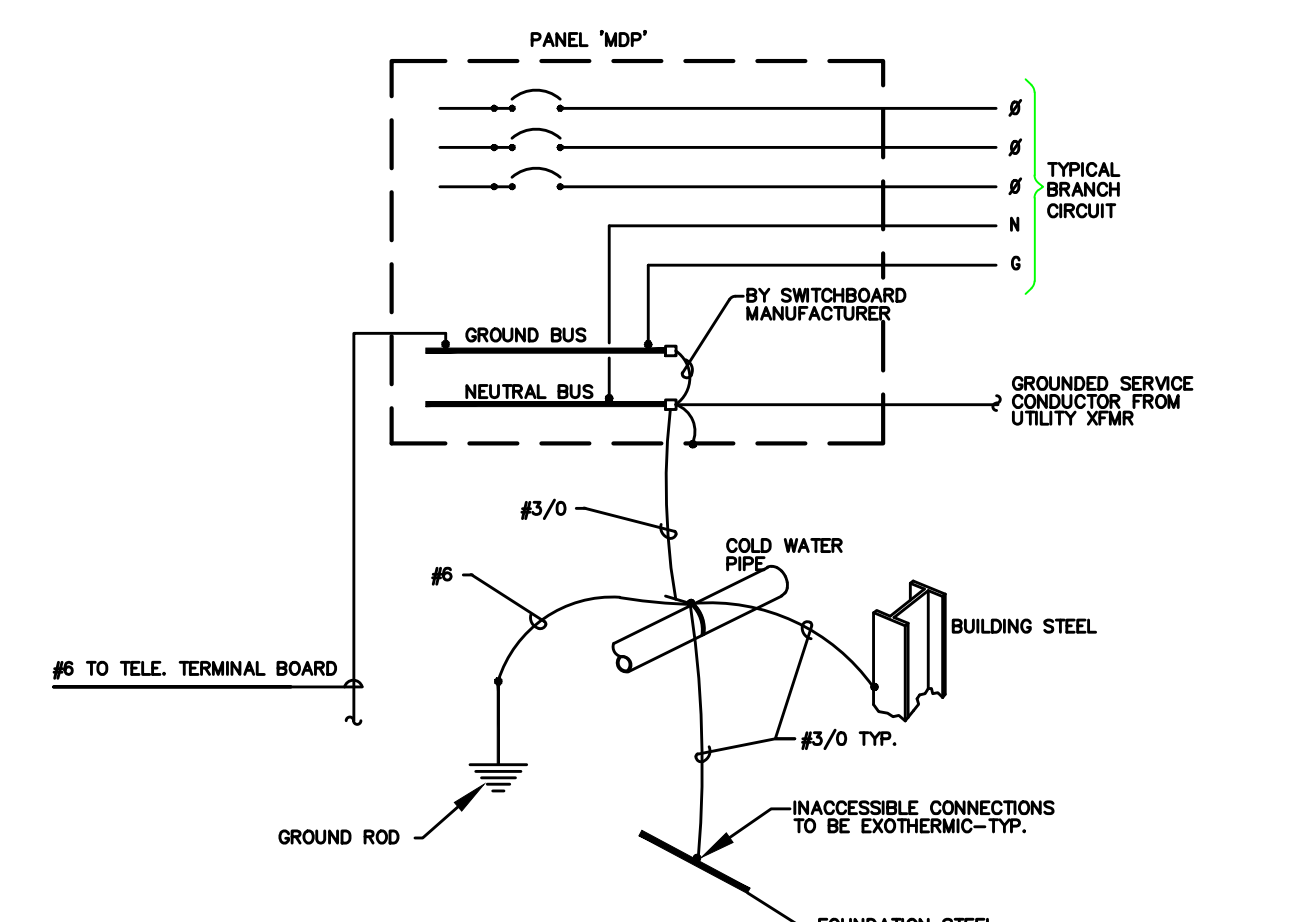 PANEL 'MDP'
Ø
Ø
Ø
N
G
TYPICAL
BRANCH
CIRCUIT
BY SWITCHBOARD
MANUFACTURER
GROUND BUS
NEUTRAL BUS
GROUNDED SERVICE
CONDUCTOR FROM
UTILITY XFMR
#3/0
COLD WATER
PIPE
#6
BUILDING STEEL
#6 TO TELE. TERMINAL BOARD
#3/0 TYP.
INACCESSIBLE CONNECTIONS
TO BE EXOTHERMIC-TYP.
GROUND ROD
FOUNDATION STEEL